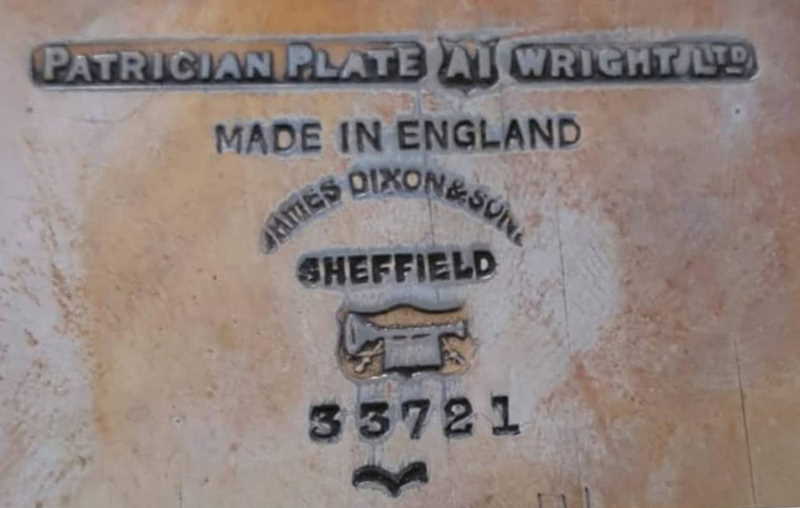 PATRICIAN PLATE A1 WRIGHT LTD
MADE IN ENGLAND
JAMES DIXON & SONS
SHEFFIELD
33721